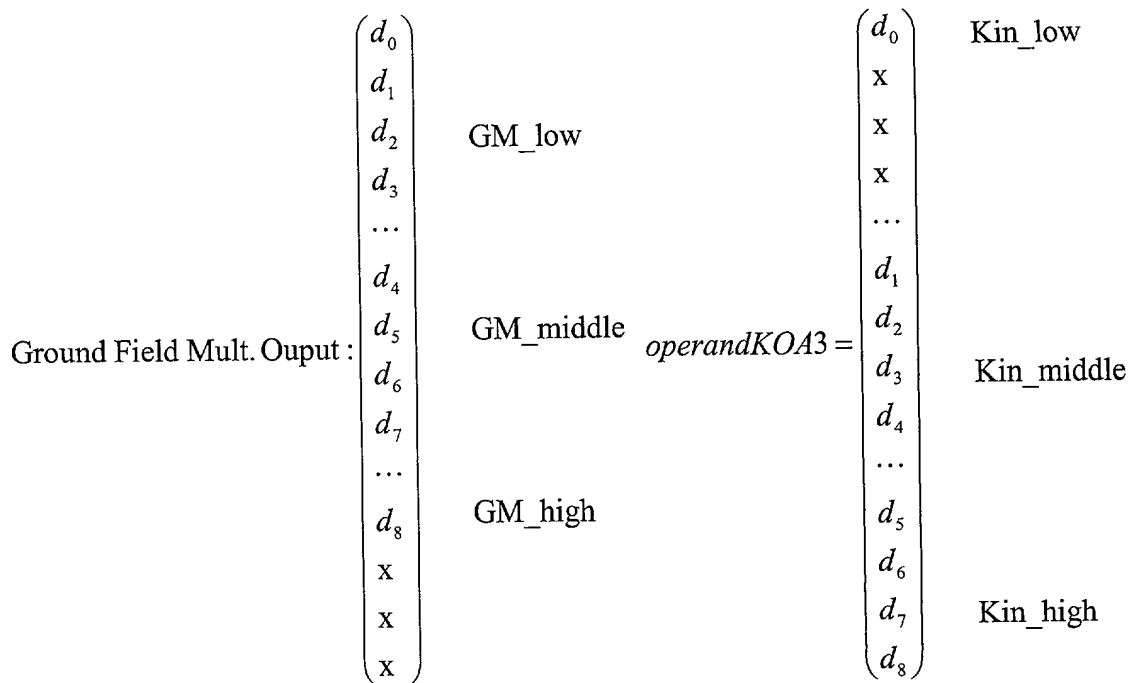 Ground Field Mult. Ouput :
d₀
d₁
d₂
d₃
…
d₄
d₅
d₆
d₇
…
d₈
x
x
x
GM_low
GM_middle
GM_high
operandKOA3 =
d₀
x
x
x
…
d₁
d₂
d₃
d₄
…
d₅
d₆
d₇
d₈
Kin_low
Kin_middle
Kin_high